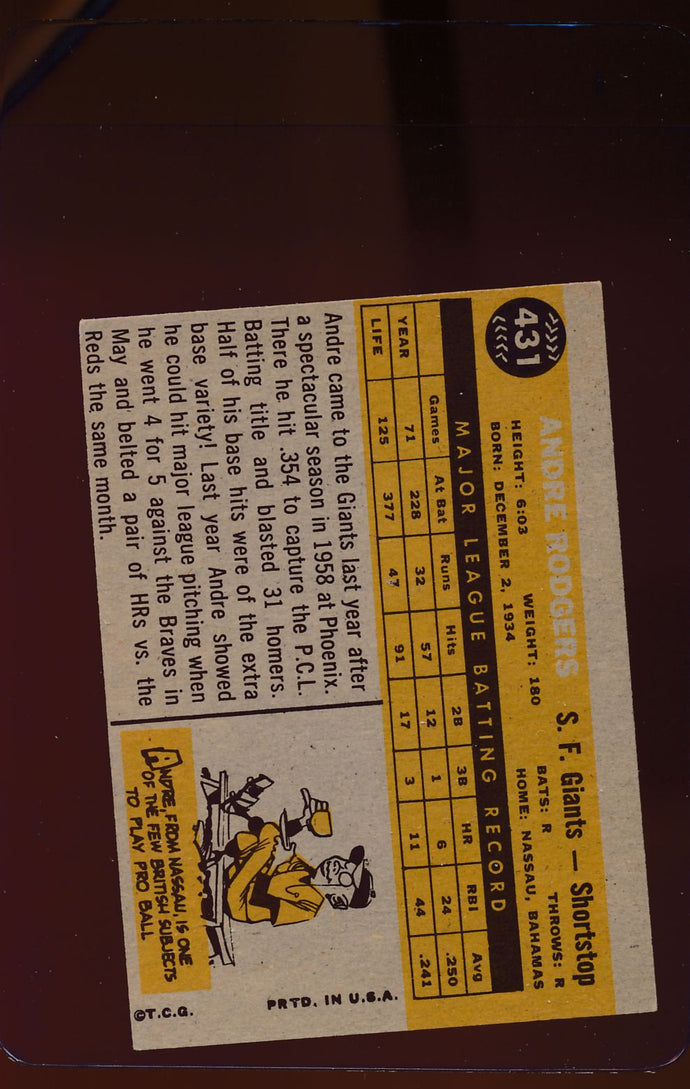 431
ANDRE RODGERS S. F. Giants — Shortstop
HEIGHT: 6:03 WEIGHT: 180 BATS: R THROWS: R
BORN: DECEMBER 2, 1934 HOME: NASSAU, BAHAMAS
MAJOR LEAGUE BATTING RECORD
Games At Bat Runs Hits 2B 3B HR RBI Avg
YEAR 71 228 32 57 12 1 6 24 .250
LIFE 125 377 47 91 17 3 11 44 .241
Andre came to the Giants last year after
a spectacular season in 1958 at Phoenix.
There he hit .354 to capture the P.C.L.
Batting title and blasted 31 homers.
Half of his base hits were of the extra
base variety! Last year Andre showed
he could hit major league pitching when
he went 4 for 5 against the Braves in
May and belted a pair of HRs vs. the
Reds the same month.
ANDRE, FROM NASSAU, IS ONE
OF THE FEW BRITISH SUBJECTS
TO PLAY PRO BALL
PRTD. IN U.S.A.
©T.C.G.